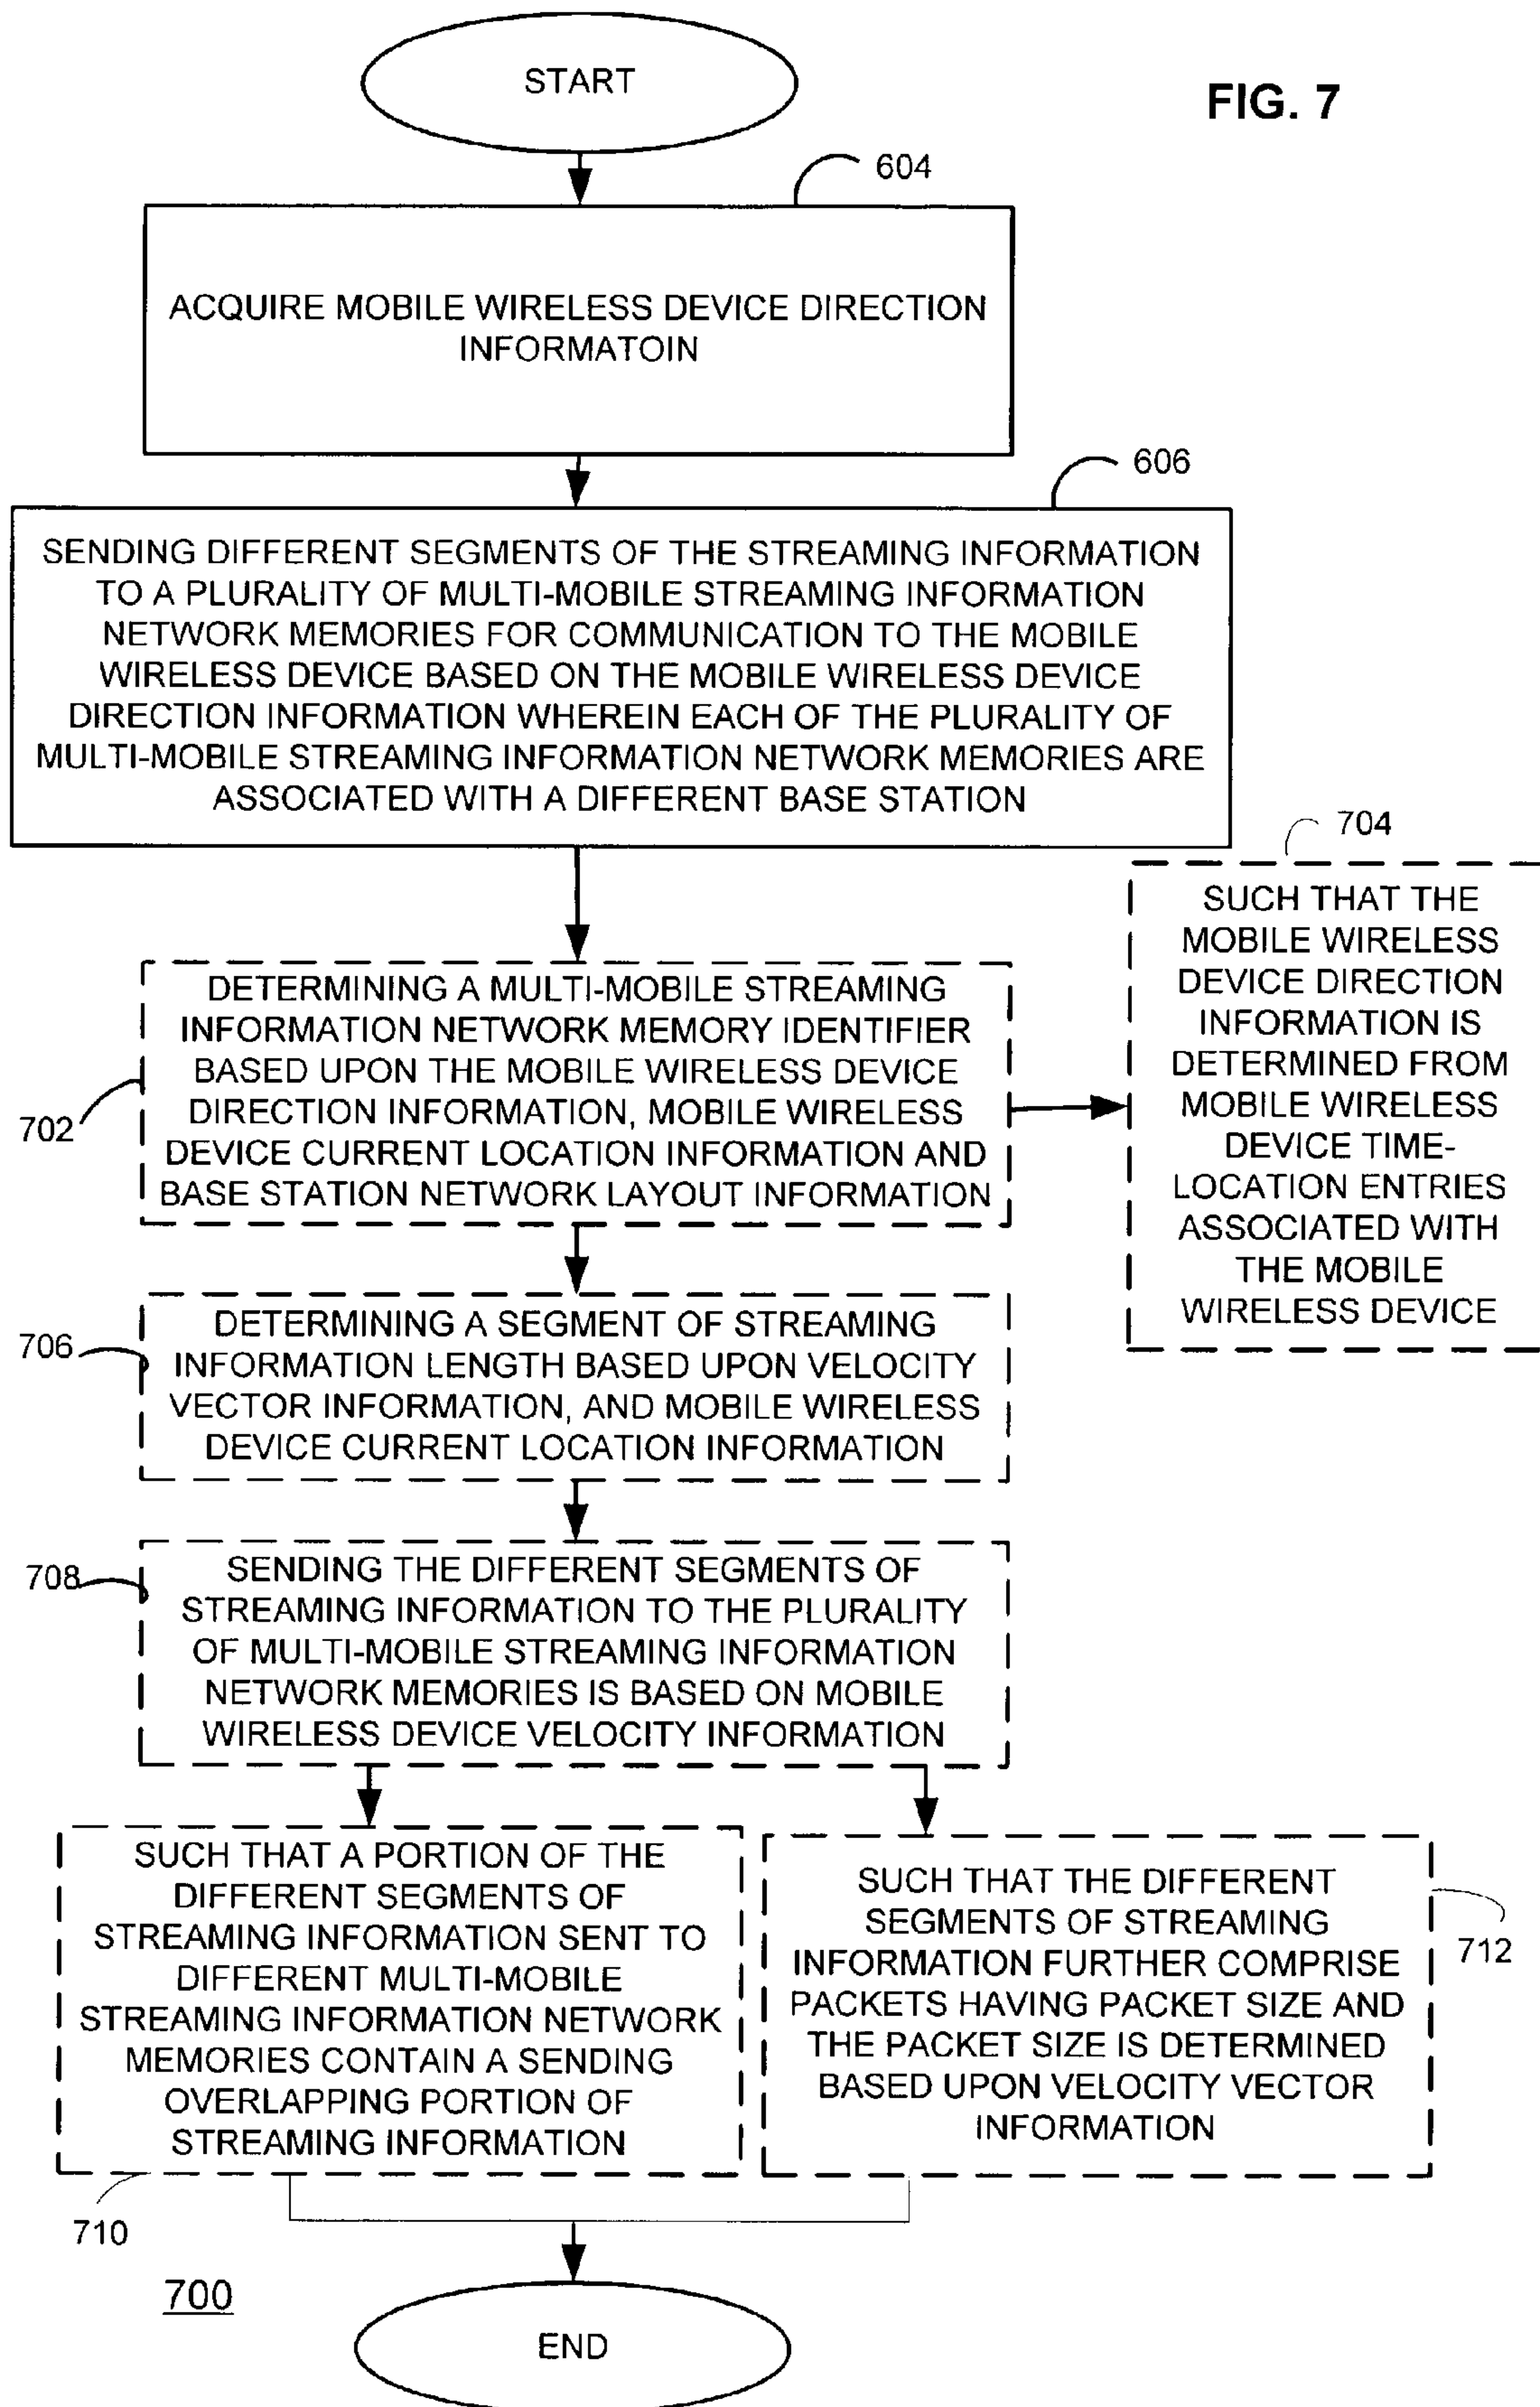 START
FIG. 7
604
ACQUIRE MOBILE WIRELESS DEVICE DIRECTION
INFORMATOIN
606
SENDING DIFFERENT SEGMENTS OF THE STREAMING INFORMATION
TO A PLURALITY OF MULTI-MOBILE STREAMING INFORMATION
NETWORK MEMORIES FOR COMMUNICATION TO THE MOBILE
WIRELESS DEVICE BASED ON THE MOBILE WIRELESS DEVICE
DIRECTION INFORMATION WHEREIN EACH OF THE PLURALITY OF
MULTI-MOBILE STREAMING INFORMATION NETWORK MEMORIES ARE
ASSOCIATED WITH A DIFFERENT BASE STATION
702
DETERMINING A MULTI-MOBILE STREAMING
INFORMATION NETWORK MEMORY IDENTIFIER
BASED UPON THE MOBILE WIRELESS DEVICE
DIRECTION INFORMATION, MOBILE WIRELESS
DEVICE CURRENT LOCATION INFORMATION AND
BASE STATION NETWORK LAYOUT INFORMATION
704
SUCH THAT THE
MOBILE WIRELESS
DEVICE DIRECTION
INFORMATION IS
DETERMINED FROM
MOBILE WIRELESS
DEVICE TIME-
LOCATION ENTRIES
ASSOCIATED WITH
THE MOBILE
WIRELESS DEVICE
706
DETERMINING A SEGMENT OF STREAMING
INFORMATION LENGTH BASED UPON VELOCITY
VECTOR INFORMATION, AND MOBILE WIRELESS
DEVICE CURRENT LOCATION INFORMATION
708
SENDING THE DIFFERENT SEGMENTS OF
STREAMING INFORMATION TO THE PLURALITY
OF MULTI-MOBILE STREAMING INFORMATION
NETWORK MEMORIES IS BASED ON MOBILE
WIRELESS DEVICE VELOCITY INFORMATION
SUCH THAT A PORTION OF THE
DIFFERENT SEGMENTS OF
STREAMING INFORMATION SENT TO
DIFFERENT MULTI-MOBILE
STREAMING INFORMATION NETWORK
MEMORIES CONTAIN A SENDING
OVERLAPPING PORTION OF
STREAMING INFORMATION
710
SUCH THAT THE DIFFERENT
SEGMENTS OF STREAMING
INFORMATION FURTHER COMPRISE
PACKETS HAVING PACKET SIZE AND
THE PACKET SIZE IS DETERMINED
BASED UPON VELOCITY VECTOR
INFORMATION
712
700
END